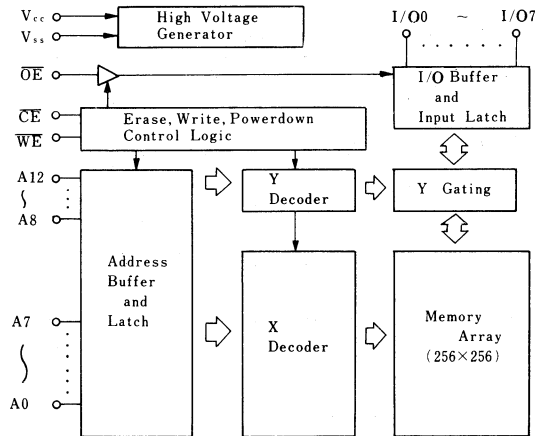 Vcc
Vss
High Voltage
Generator
I/O0 ~ I/O7
OE
I/O Buffer
and
Input Latch
CE
WE
Erase, Write, Powerdown
Control Logic
A12
~
A8
Y
Decoder
Y Gating
Address
Buffer
and
Latch
A7
~
A0
X
Decoder
Memory
Array
(256×256)